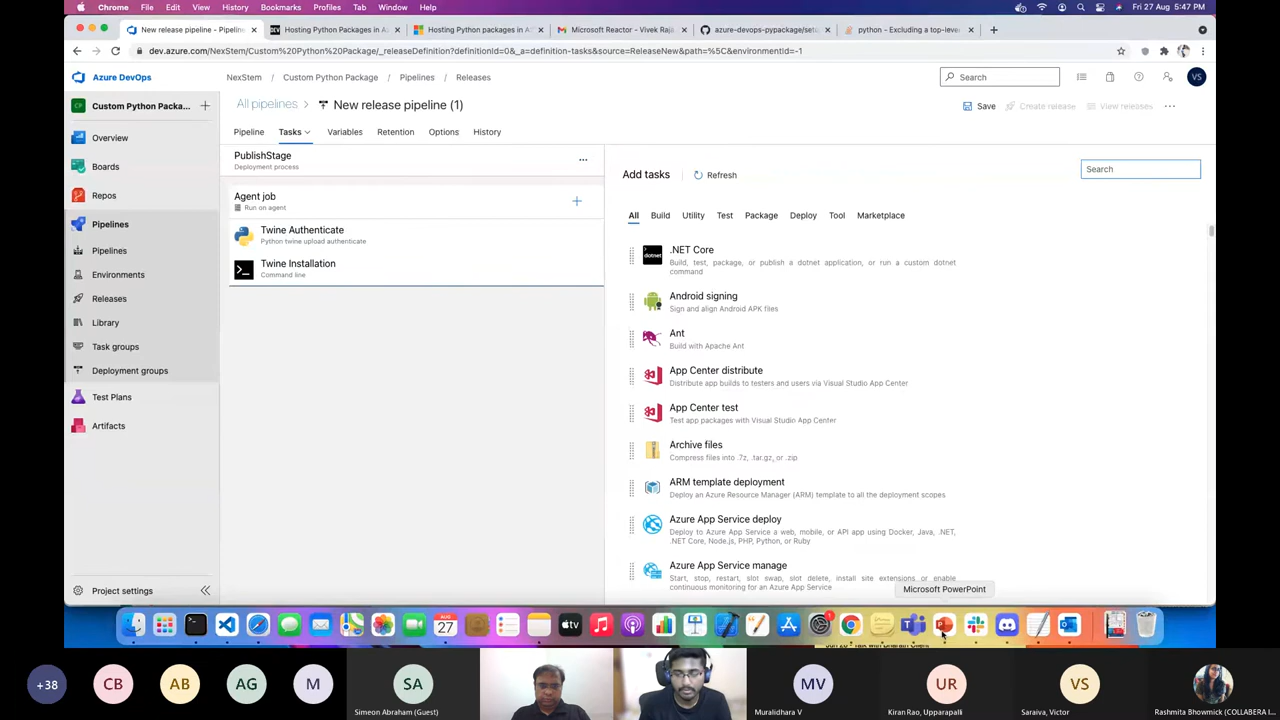 Chrome File Edit View History Bookmarks Profiles Tab Window Help Fri 27 Aug 5:47 PM
New release pipeline - Pipeline Hosting Python Packages in A Hosting Python packages in AS Microsoft Reactor - Vivek Raja azure-devops-pypackage/setu python - Excluding a top-leve
dev.azure.com/NexStem/Custom%20Python%20Package/_releaseDefinition?definitionId=0&_a=definition-tasks&source=ReleaseNew&path=%5C&environmentId=-1
Azure DevOps NexStem / Custom Python Package / Pipelines / Releases Search VS
CP Custom Python Packa... All pipelines > New release pipeline (1) Save Create release View releases ...
Pipeline Tasks Variables Retention Options History
Overview
Boards
Repos
Pipelines
Pipelines
Environments
Releases
Library
Task groups
Deployment groups
Test Plans
Artifacts
Project settings
PublishStage
Deployment process
Agent job
Run on agent
Twine Authenticate
Python twine upload authenticate
Twine Installation
Command line
Add tasks Refresh Search
All Build Utility Test Package Deploy Tool Marketplace
.NET Core
Build, test, package, or publish a dotnet application, or run a custom dotnet
command
Android signing
Sign and align Android APK files
Ant
Build with Apache Ant
App Center distribute
Distribute app builds to testers and users via Visual Studio App Center
App Center test
Test app packages with Visual Studio App Center
Archive files
Compress files into .7z, .tar.gz, or .zip
ARM template deployment
Deploy an Azure Resource Manager (ARM) template to all the deployment scopes
Azure App Service deploy
Deploy to Azure App Service a web, mobile, or API app using Docker, Java, .NET,
.NET Core, Node.js, PHP, Python, or Ruby
Azure App Service manage
Start, stop, restart, slot swap, slot delete, install site extensions or enable
continuous monitoring for an Azure App Service
Microsoft PowerPoint
AUG
27
tv
1
+38 CB AB AG M SA MV UR VS
Simeon Abraham (Guest) Muralidhara V Kiran Rao, Upparapalli Saraiva, Victor Rashmita Bhowmick (COLLABERA I...